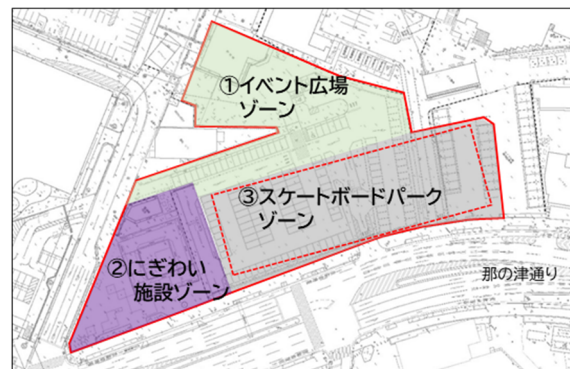 ①イベント広場
ゾーン
③スケートボードパーク
ゾーン
②にぎわい
施設ゾーン
那の津通り